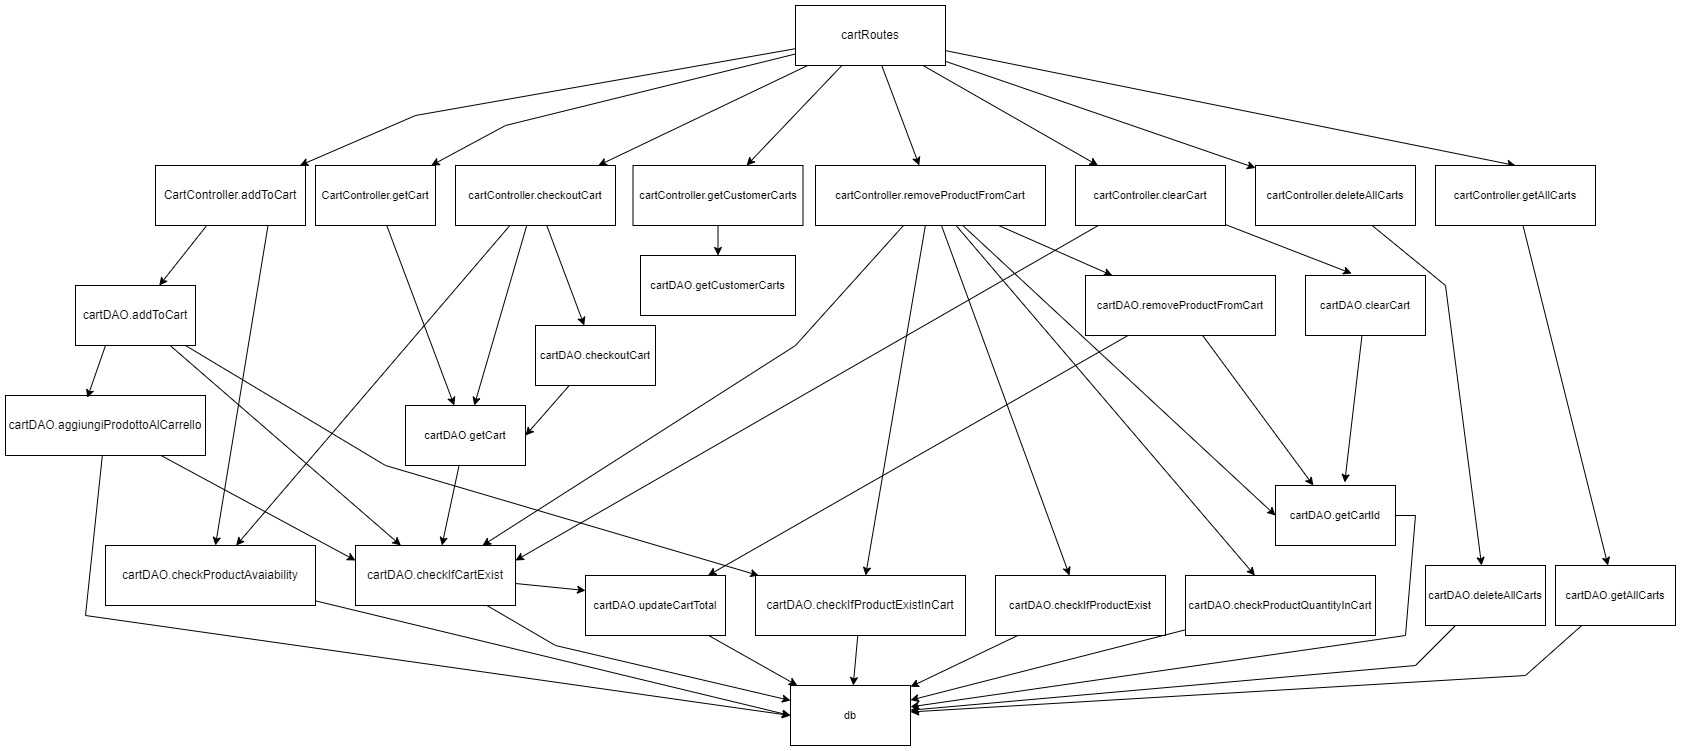 cartRoutes
CartController.addToCart
CartController.getCart
cartController.checkoutCart
cartController.getCustomerCarts
cartController.removeProductFromCart
cartController.clearCart
cartController.deleteAllCarts
cartController.getAllCarts
cartDAO.getCustomerCarts
cartDAO.removeProductFromCart
cartDAO.clearCart
cartDAO.addToCart
cartDAO.checkoutCart
cartDAO.aggiungiProdottoAlCarrello
cartDAO.getCart
cartDAO.getCartId
cartDAO.checkProductAvaiability
cartDAO.checkIfCartExist
cartDAO.updateCartTotal
cartDAO.checkIfProductExistInCart
cartDAO.checkIfProductExist
cartDAO.checkProductQuantityInCart
cartDAO.deleteAllCarts
cartDAO.getAllCarts
db